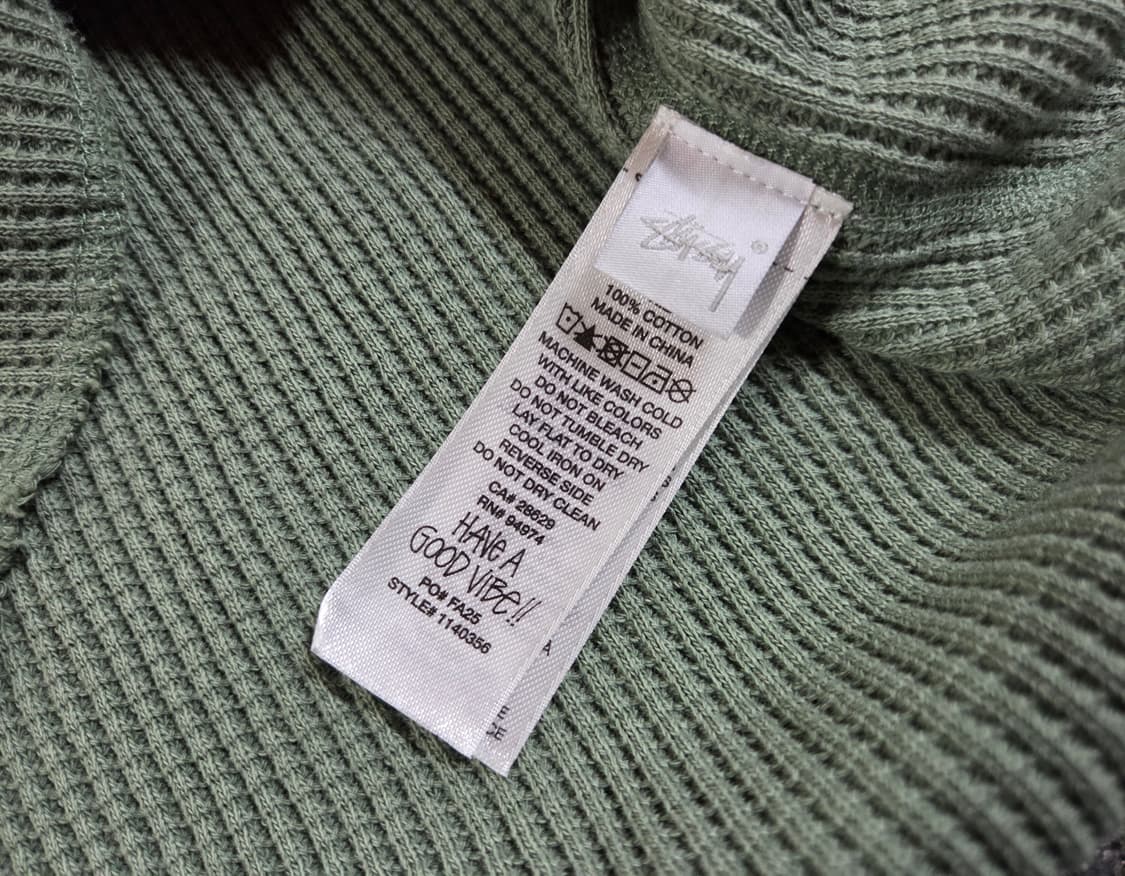 Stüssy ®
100% COTTON
MADE IN CHINA
MACHINE WASH COLD
WITH LIKE COLORS
DO NOT BLEACH
DO NOT TUMBLE DRY
LAY FLAT TO DRY
COOL IRON ON
REVERSE SIDE
DO NOT DRY CLEAN
CA# 28629
RN# 94974
HAVE A
GOOD VIBE!!
PO# FA25
STYLE# 1140356